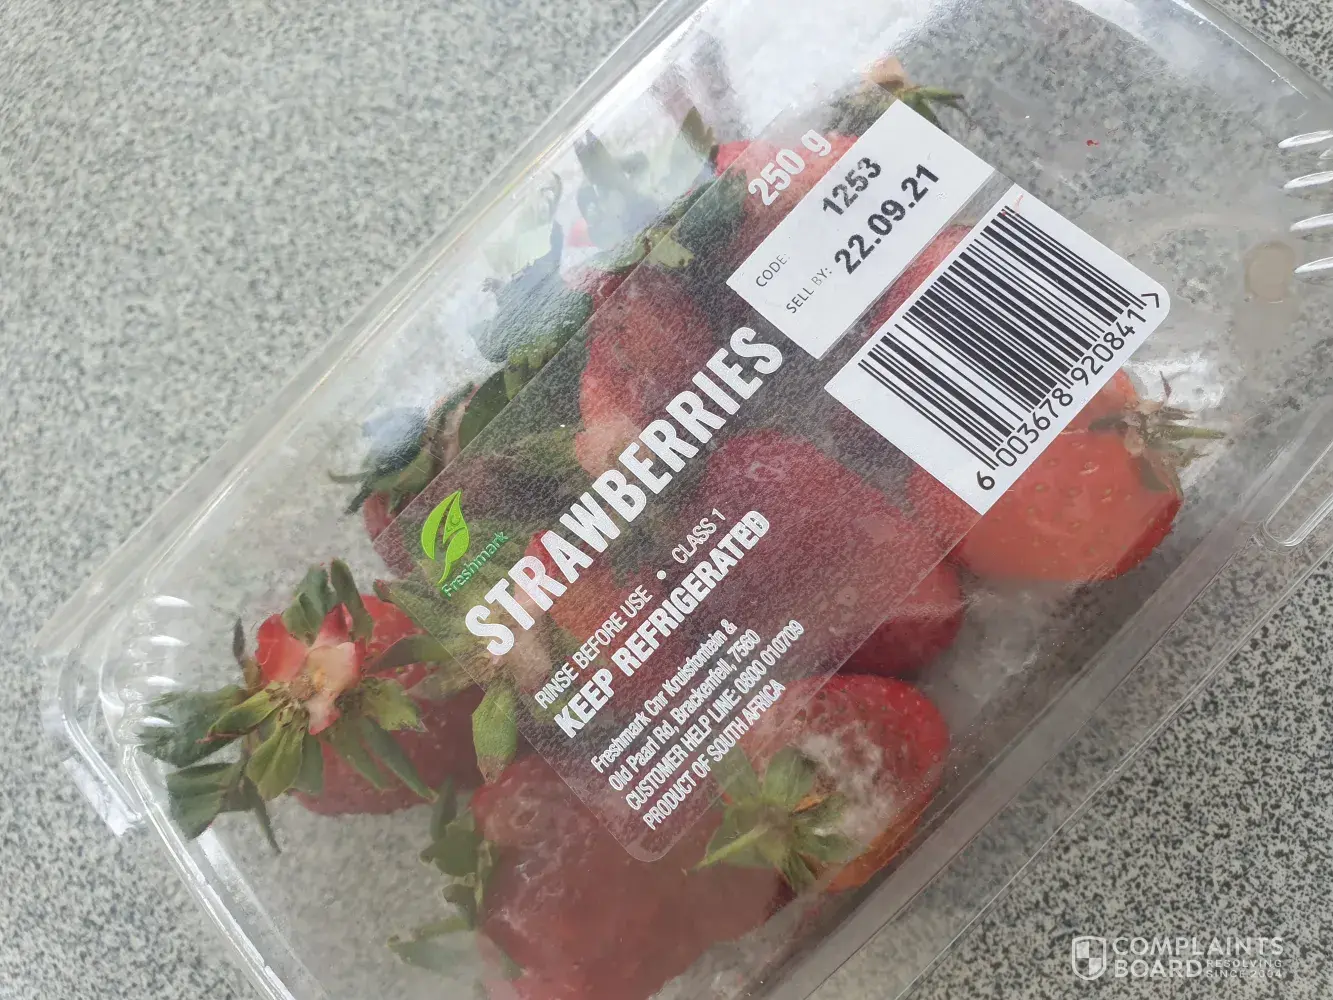 250 g
CODE: 1253
SELL BY: 22.09.21
6 003678 920841 >
Freshmark
STRAWBERRIES
RINSE BEFORE USE • CLASS 1
KEEP REFRIGERATED
Freshmark Cnr Kruisfontein &
Old Paarl Rd, Brackenfell, 7560
CUSTOMER HELP LINE: 0800 010709
PRODUCT OF SOUTH AFRICA
COMPLAINTS
BOARD RESOLVING
SINCE 2004